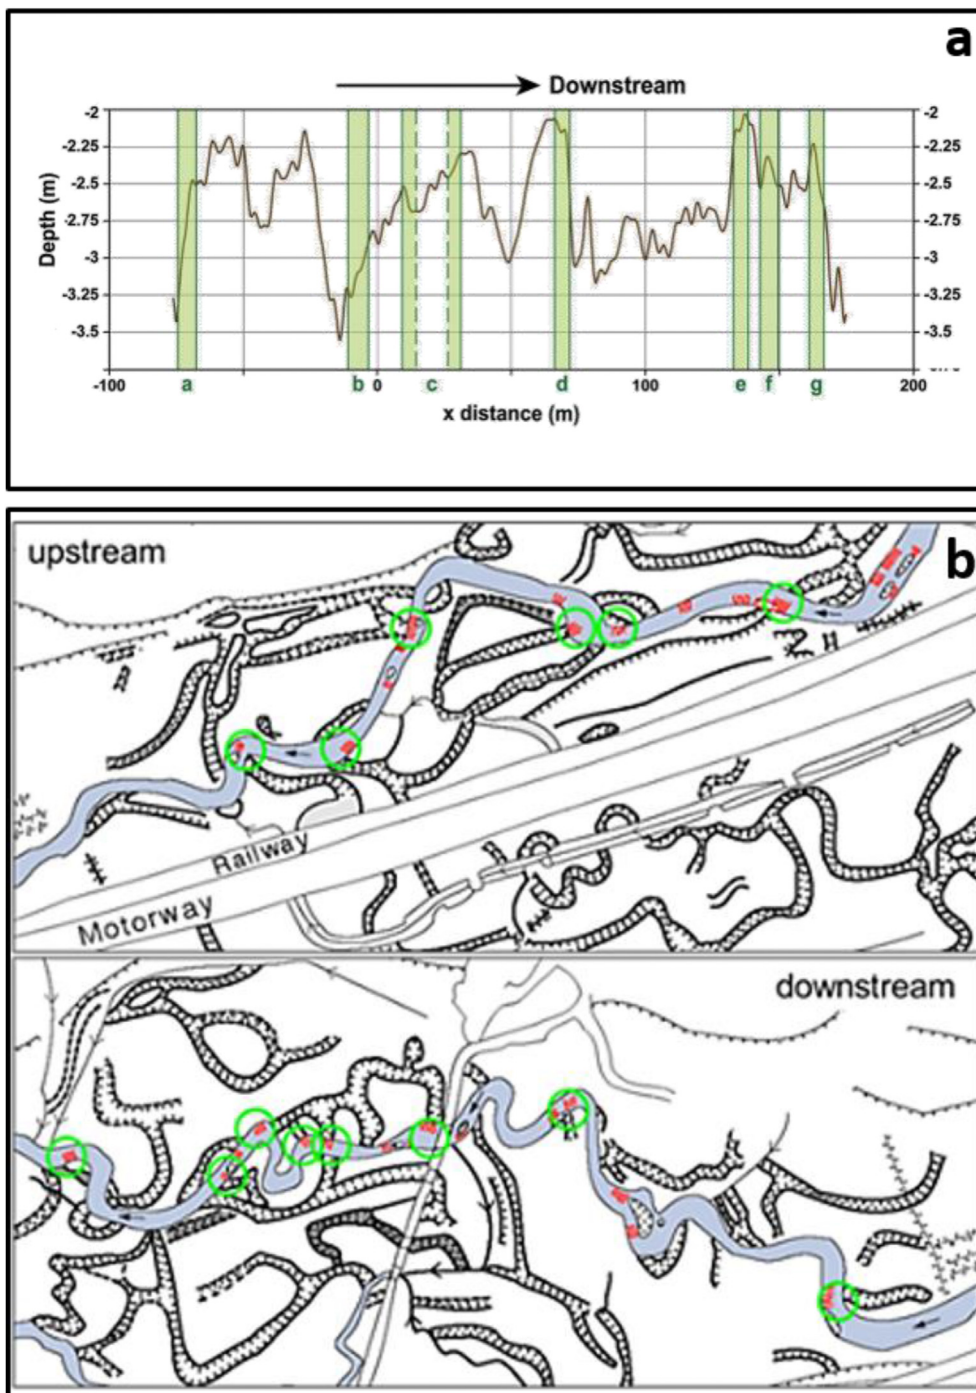 a
Downstream
-2 -2
-2.25 -2.25
-2.5 -2.5
-2.75 -2.75
-3 -3
-3.25 -3.25
-3.5 -3.5
Depth (m)
-100 a b 0 c d 100 e f g 200
x distance (m)
b
upstream
Railway
Motorway
downstream